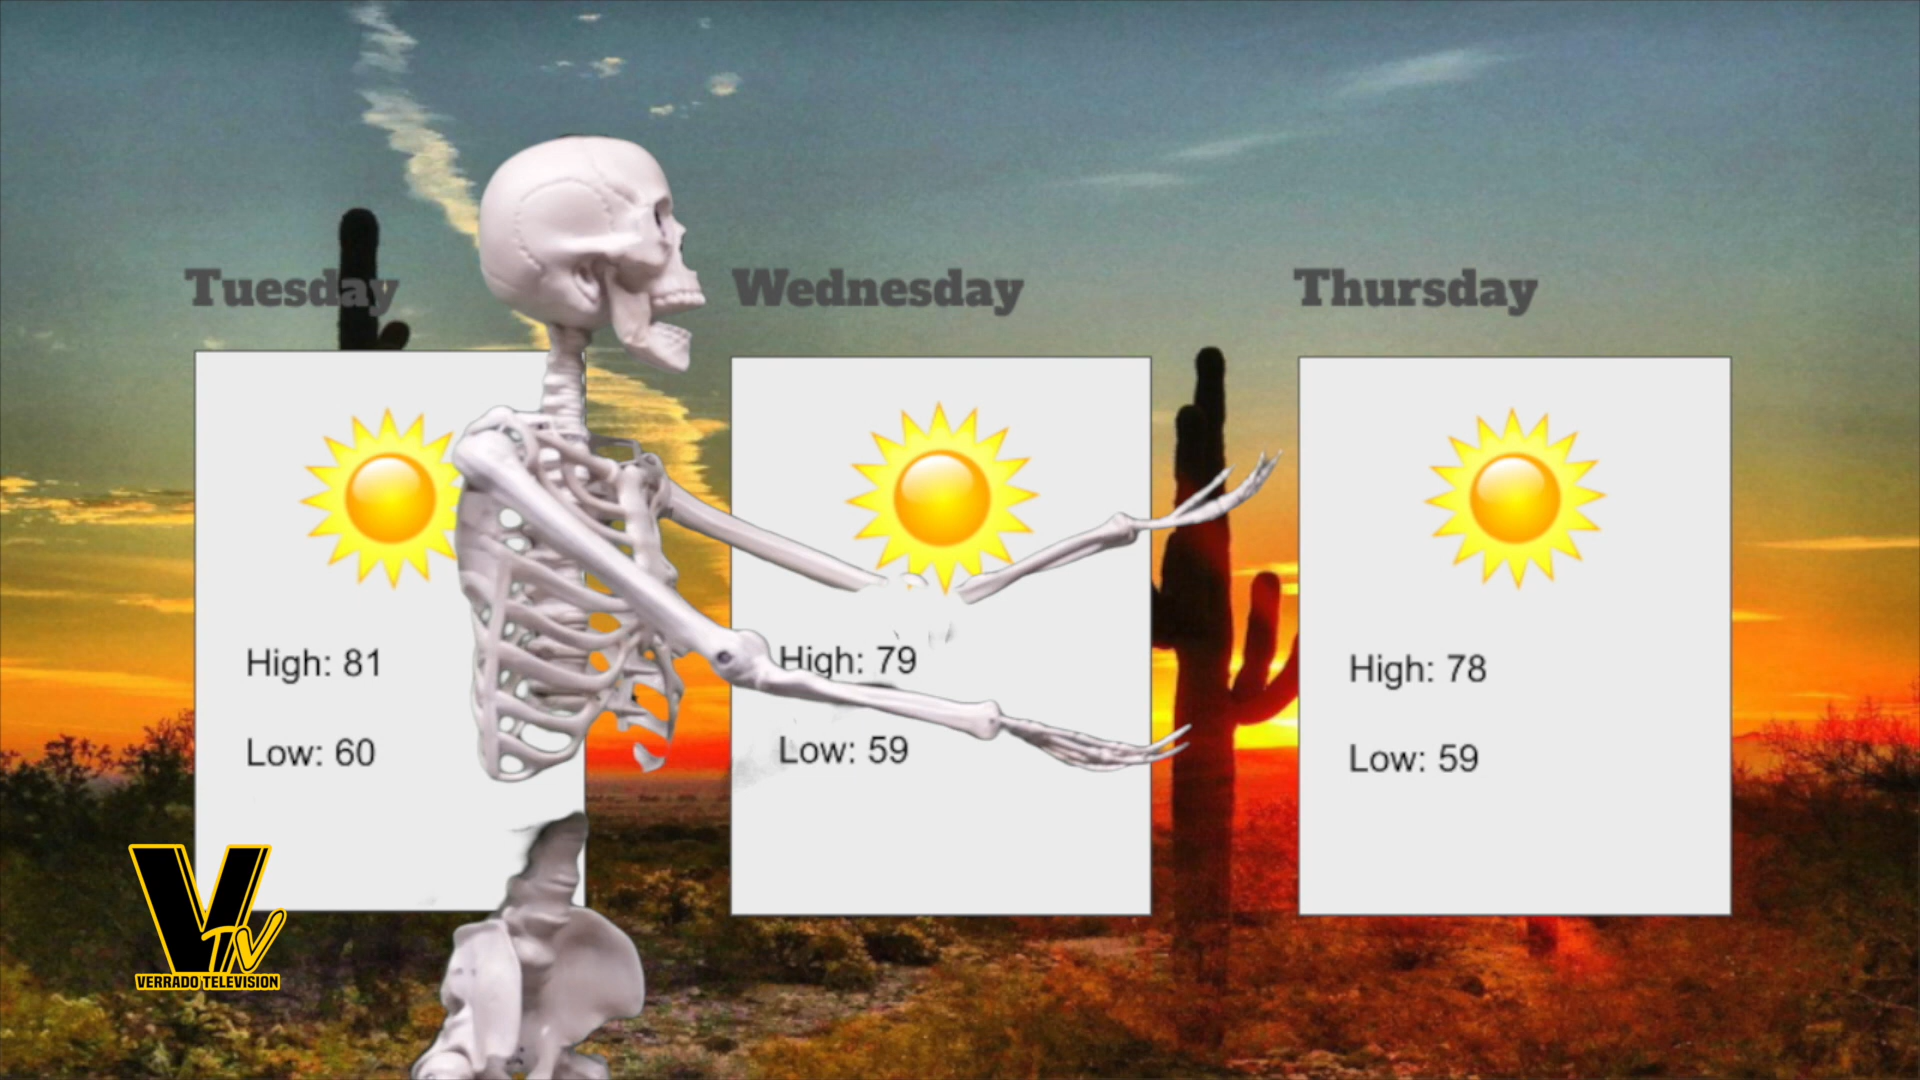 Tuesday
Wednesday
Thursday
High: 81
Low: 60
High: 79
Low: 59
High: 78
Low: 59
VTV
VERRADO TELEVISION